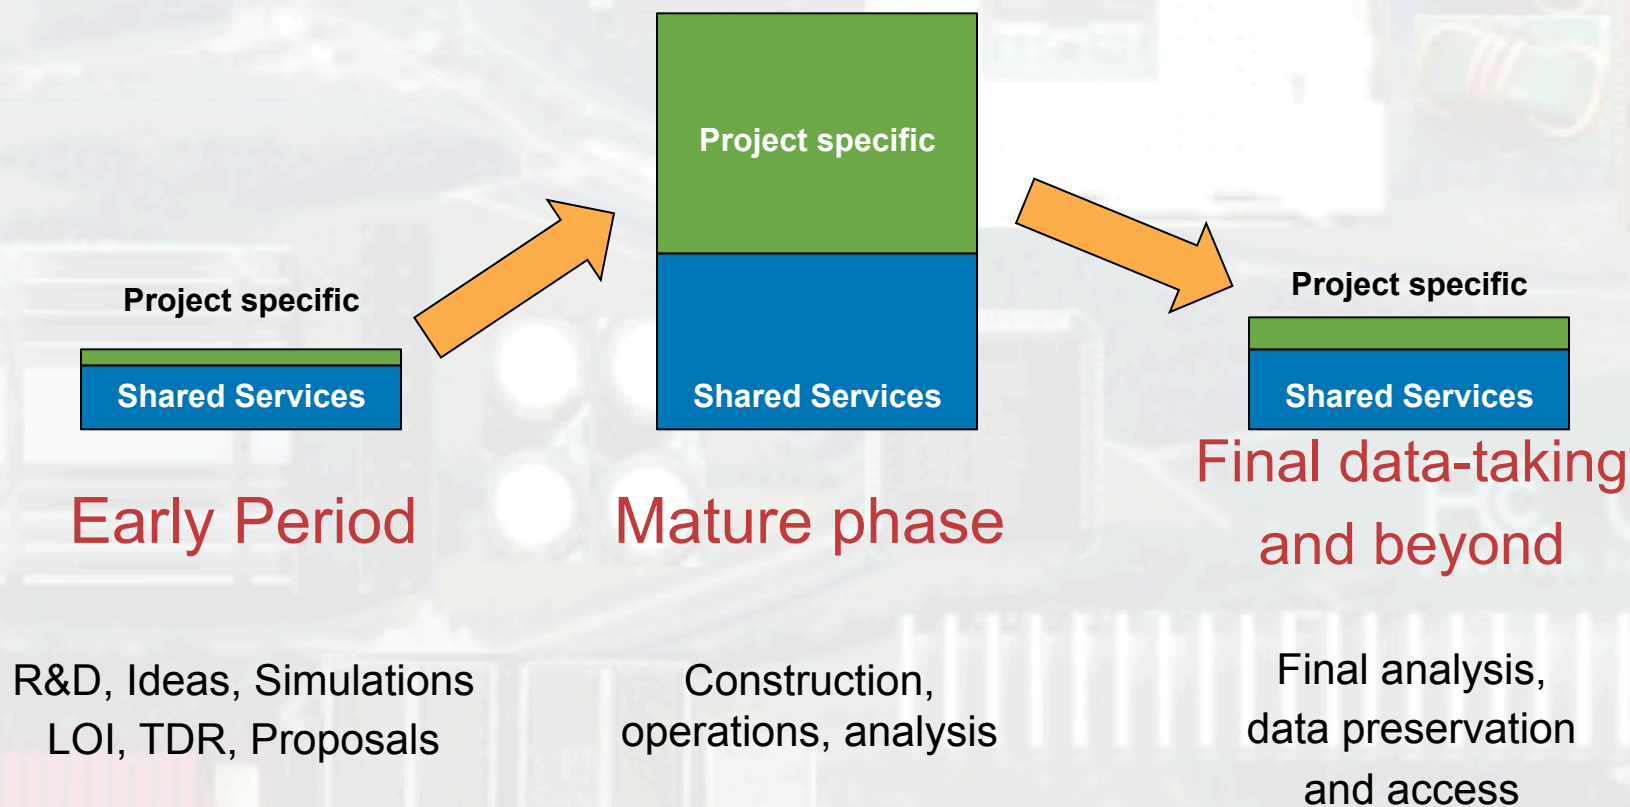 Project specific
Shared Services
Early Period
R&D, Ideas, Simulations
LOI, TDR, Proposals
Project specific
Shared Services
Mature phase
Construction,
operations, analysis
Project specific
Shared Services
Final data-taking
and beyond
Final analysis,
data preservation
and access